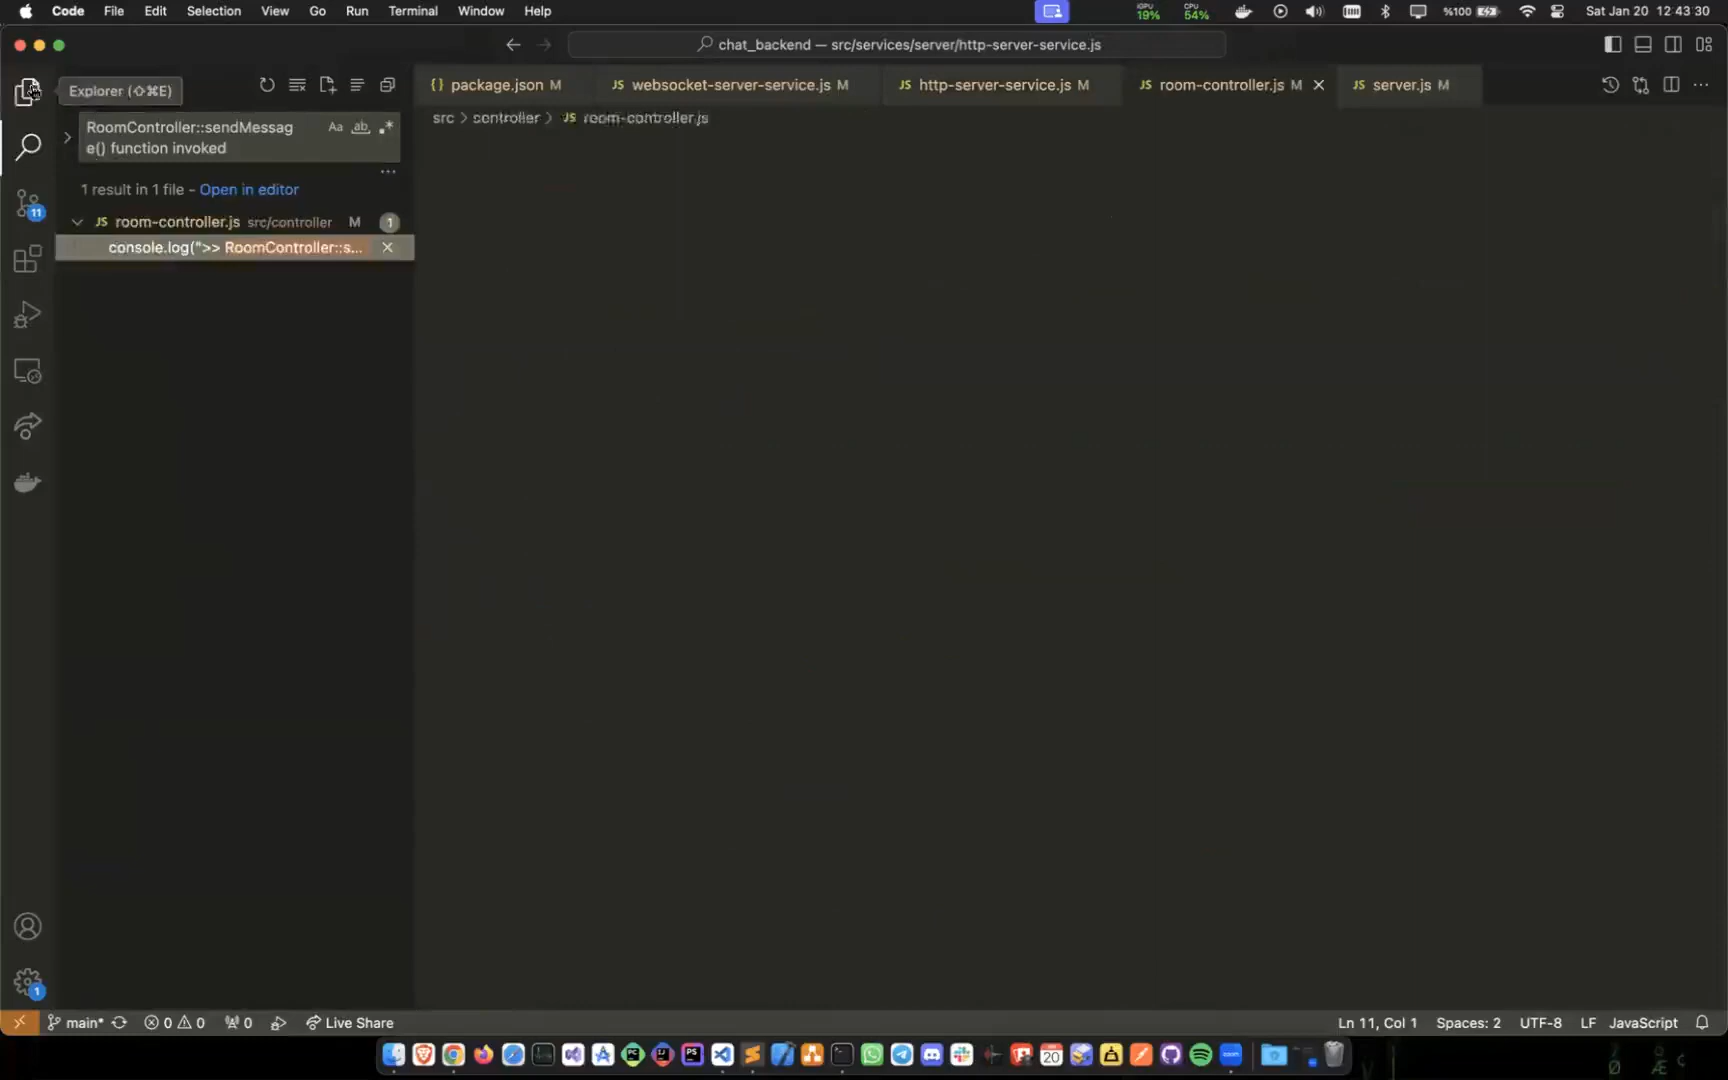 Code File Edit Selection View Go Run Terminal Window Help
iGPU 19% CPU 54% %100 Sat Jan 20 12:43:30
chat_backend — src/services/server/http-server-service.js
Explorer (⇧⌘E)
package.json M websocket-server-service.js M http-server-service.js M room-controller.js M server.js M
src > controller > JS room-controller.js
RoomController::sendMessag
e() function invoked
Aa ab
1 result in 1 file - Open in editor
JS room-controller.js src/controller M 1
console.log(">> RoomController::s...
11
1
main* 0 0 0 Live Share
Ln 11, Col 1 Spaces: 2 UTF-8 LF JavaScript